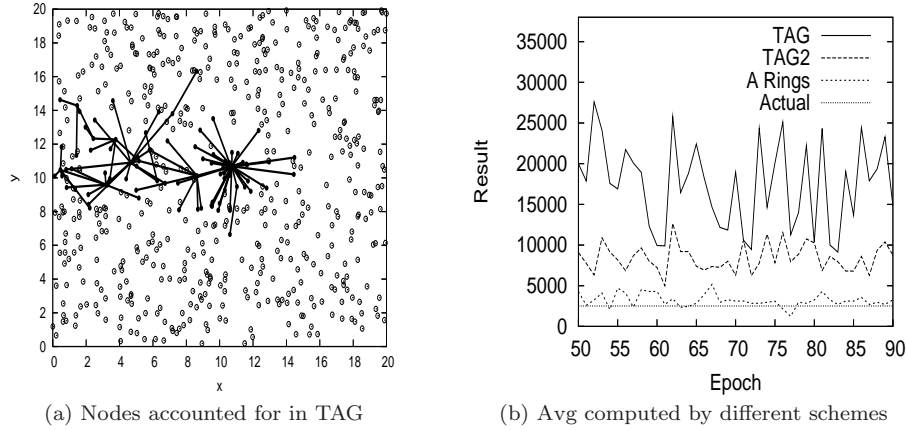 20
18
16
14
12
10
8
6
4
2
0
y
0 2 4 6 8 10 12 14 16 18 20
x
(a) Nodes accounted for in TAG
35000
30000
25000
20000
15000
10000
5000
0
Result
TAG
TAG2
A Rings
Actual
50 55 60 65 70 75 80 85 90
Epoch
(b) Avg computed by different schemes